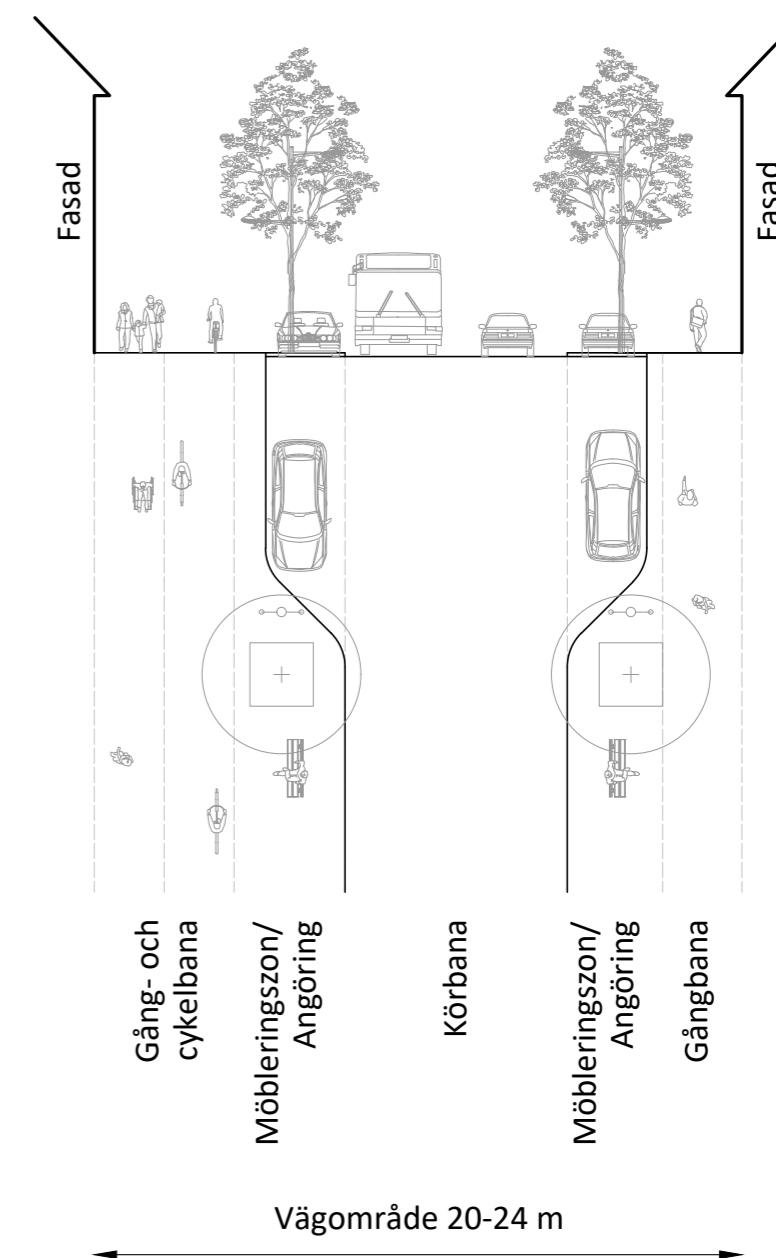 Fasad
Fasad
Gång- och
cykelbana
Möbleringszon/
Angöring
Körbana
Möbleringszon/
Angöring
Gångbana
Vägområde 20-24 m